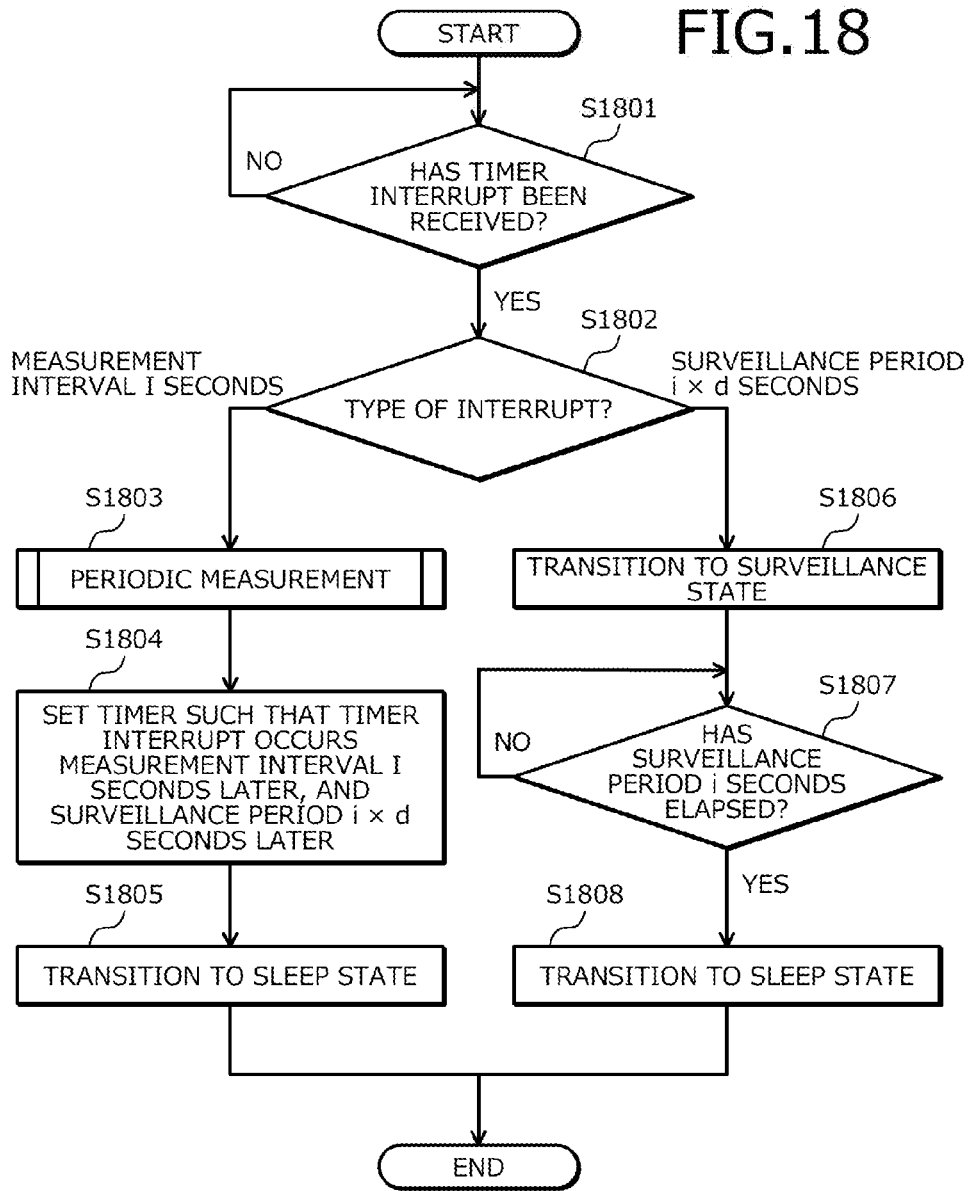 FIG.18
START
S1801
NO
HAS TIMER
INTERRUPT BEEN
RECEIVED?
YES
S1802
MEASUREMENT
INTERVAL I SECONDS
SURVEILLANCE PERIOD
i × d SECONDS
TYPE OF INTERRUPT?
S1803
PERIODIC MEASUREMENT
S1804
SET TIMER SUCH THAT TIMER
INTERRUPT OCCURS
MEASUREMENT INTERVAL I
SECONDS LATER, AND
SURVEILLANCE PERIOD i × d
SECONDS LATER
S1805
TRANSITION TO SLEEP STATE
S1806
TRANSITION TO SURVEILLANCE
STATE
S1807
NO
HAS
SURVEILLANCE
PERIOD i SECONDS
ELAPSED?
YES
S1808
TRANSITION TO SLEEP STATE
END